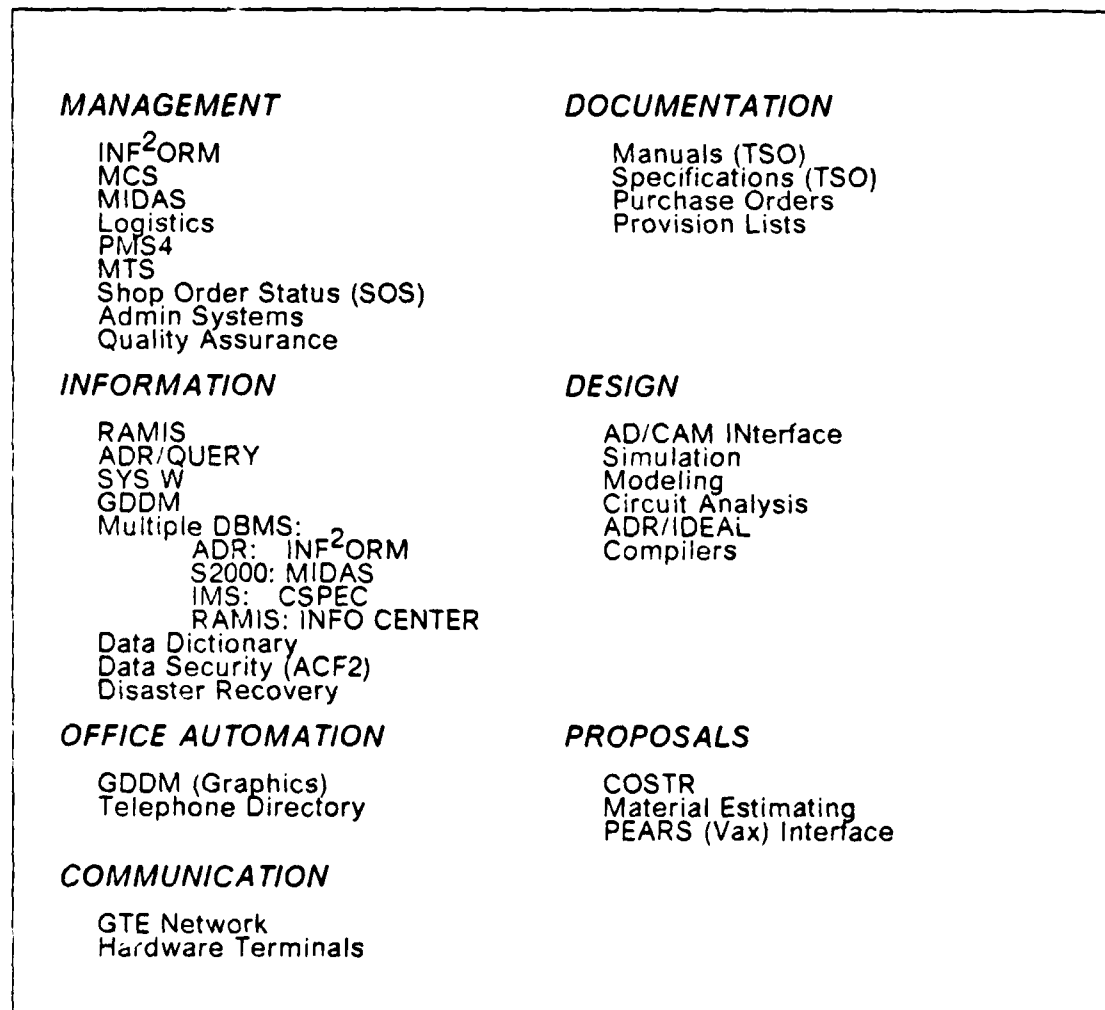 MANAGEMENT
INF²ORM
MCS
MIDAS
Logistics
PMS4
MTS
Shop Order Status (SOS)
Admin Systems
Quality Assurance
DOCUMENTATION
Manuals (TSO)
Specifications (TSO)
Purchase Orders
Provision Lists
INFORMATION
RAMIS
ADR/QUERY
SYS W
GDDM
Multiple DBMS:
ADR: INF²ORM
S2000: MIDAS
IMS: CSPEC
RAMIS: INFO CENTER
Data Dictionary
Data Security (ACF2)
Disaster Recovery
DESIGN
AD/CAM INterface
Simulation
Modeling
Circuit Analysis
ADR/IDEAL
Compilers
OFFICE AUTOMATION
GDDM (Graphics)
Telephone Directory
PROPOSALS
COSTR
Material Estimating
PEARS (Vax) Interface
COMMUNICATION
GTE Network
Hardware Terminals